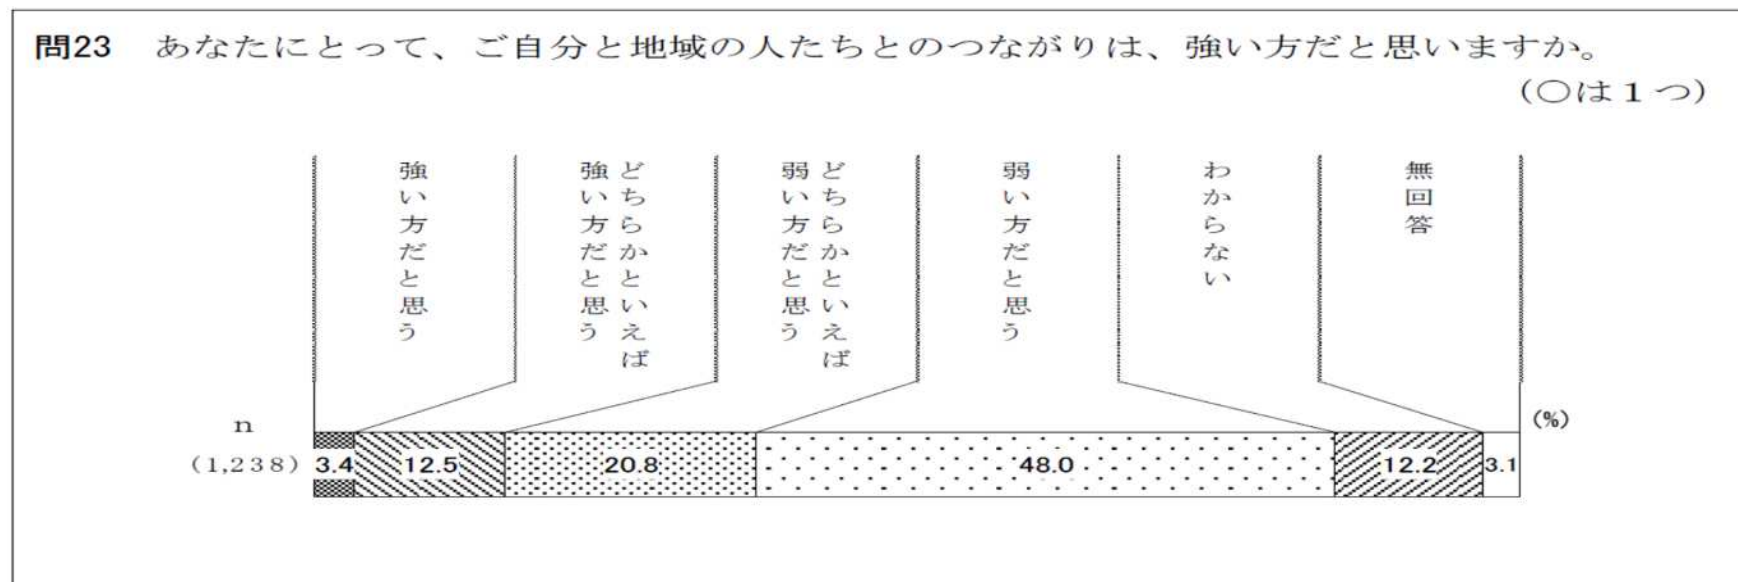 問23　あなたにとって、ご自分と地域の人たちとのつながりは、強い方だと思いますか。
（○は１つ）
強い方だと思う
どちらかといえば
強い方だと思う
どちらかといえば
弱い方だと思う
弱い方だと思う
わからない
無回答
n
(%)
(1,238)
3.4
12.5
20.8
48.0
12.2
3.1